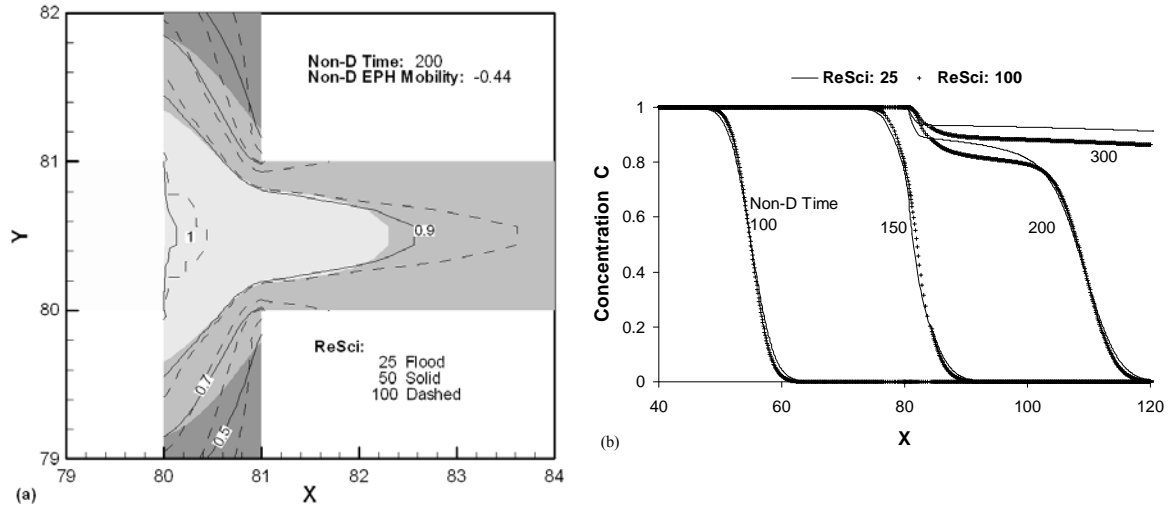 82
81
80
79
Y
79
80
81
82
83
84
X
(a)
Non-D Time: 200
Non-D EPH Mobility: -0.44
1
0.9
0.7
0.5
ReSci:
25 Flood
50 Solid
100 Dashed
ReSci: 25
ReSci: 100
1
0.8
0.6
0.4
0.2
0
Concentration C
40
60
80
100
120
X
(b)
Non-D Time
100
150
200
300